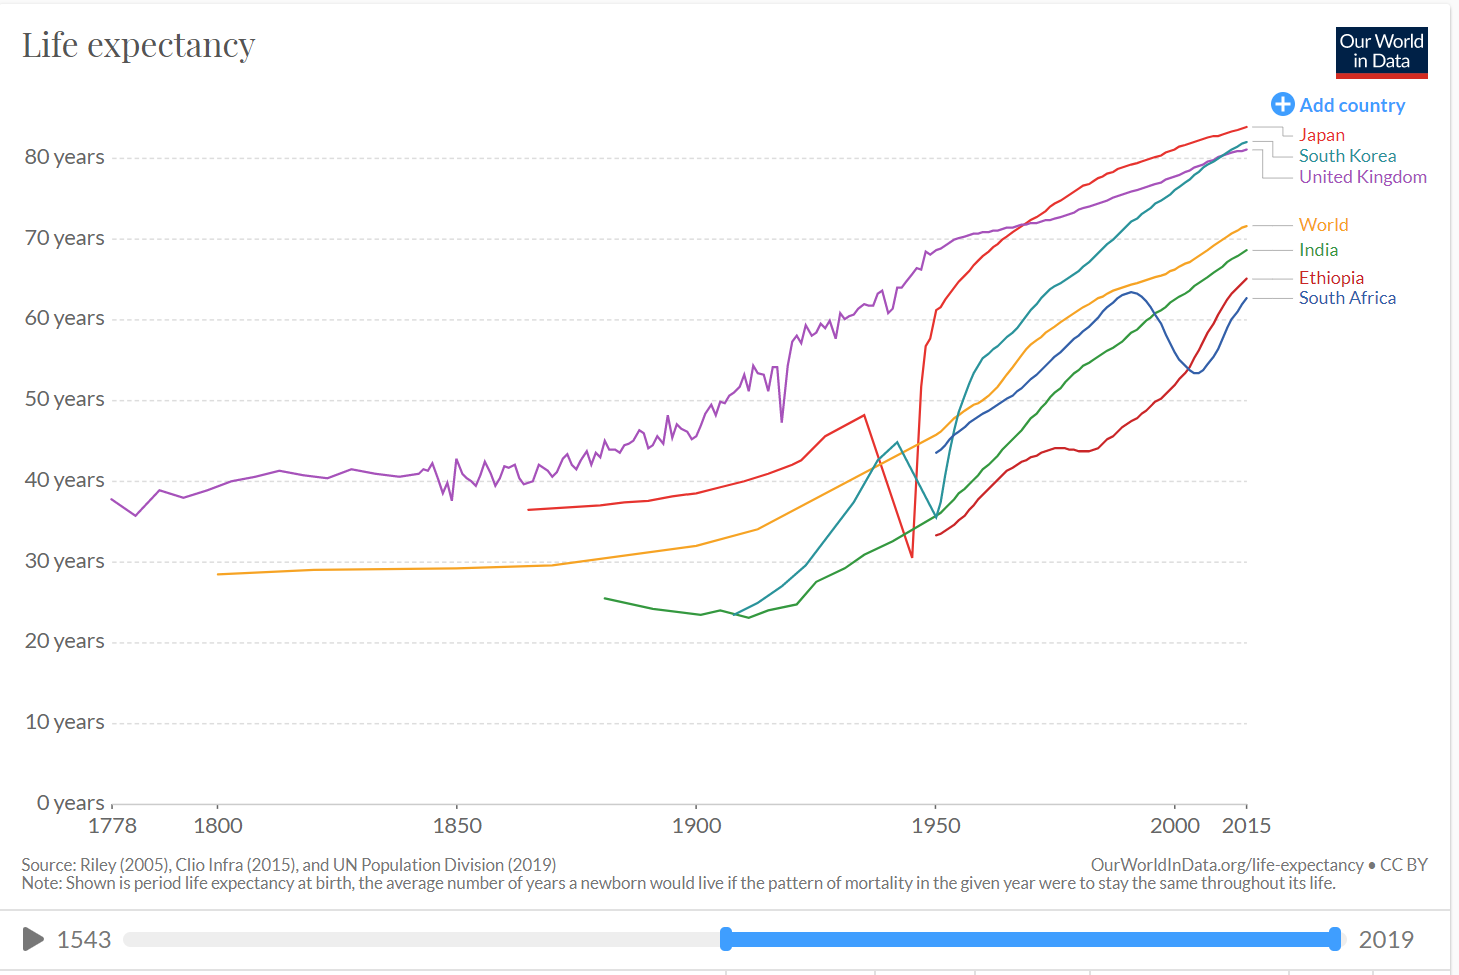 Life expectancy
Our World
in Data
Add country
Japan
South Korea
United Kingdom
World
India
Ethiopia
South Africa
80 years
70 years
60 years
50 years
40 years
30 years
20 years
10 years
0 years
1778 1800 1850 1900 1950 2000 2015
Source: Riley (2005), Clio Infra (2015), and UN Population Division (2019)
OurWorldInData.org/life-expectancy • CC BY
Note: Shown is period life expectancy at birth, the average number of years a newborn would live if the pattern of mortality in the given year were to stay the same throughout its life.
1543 2019